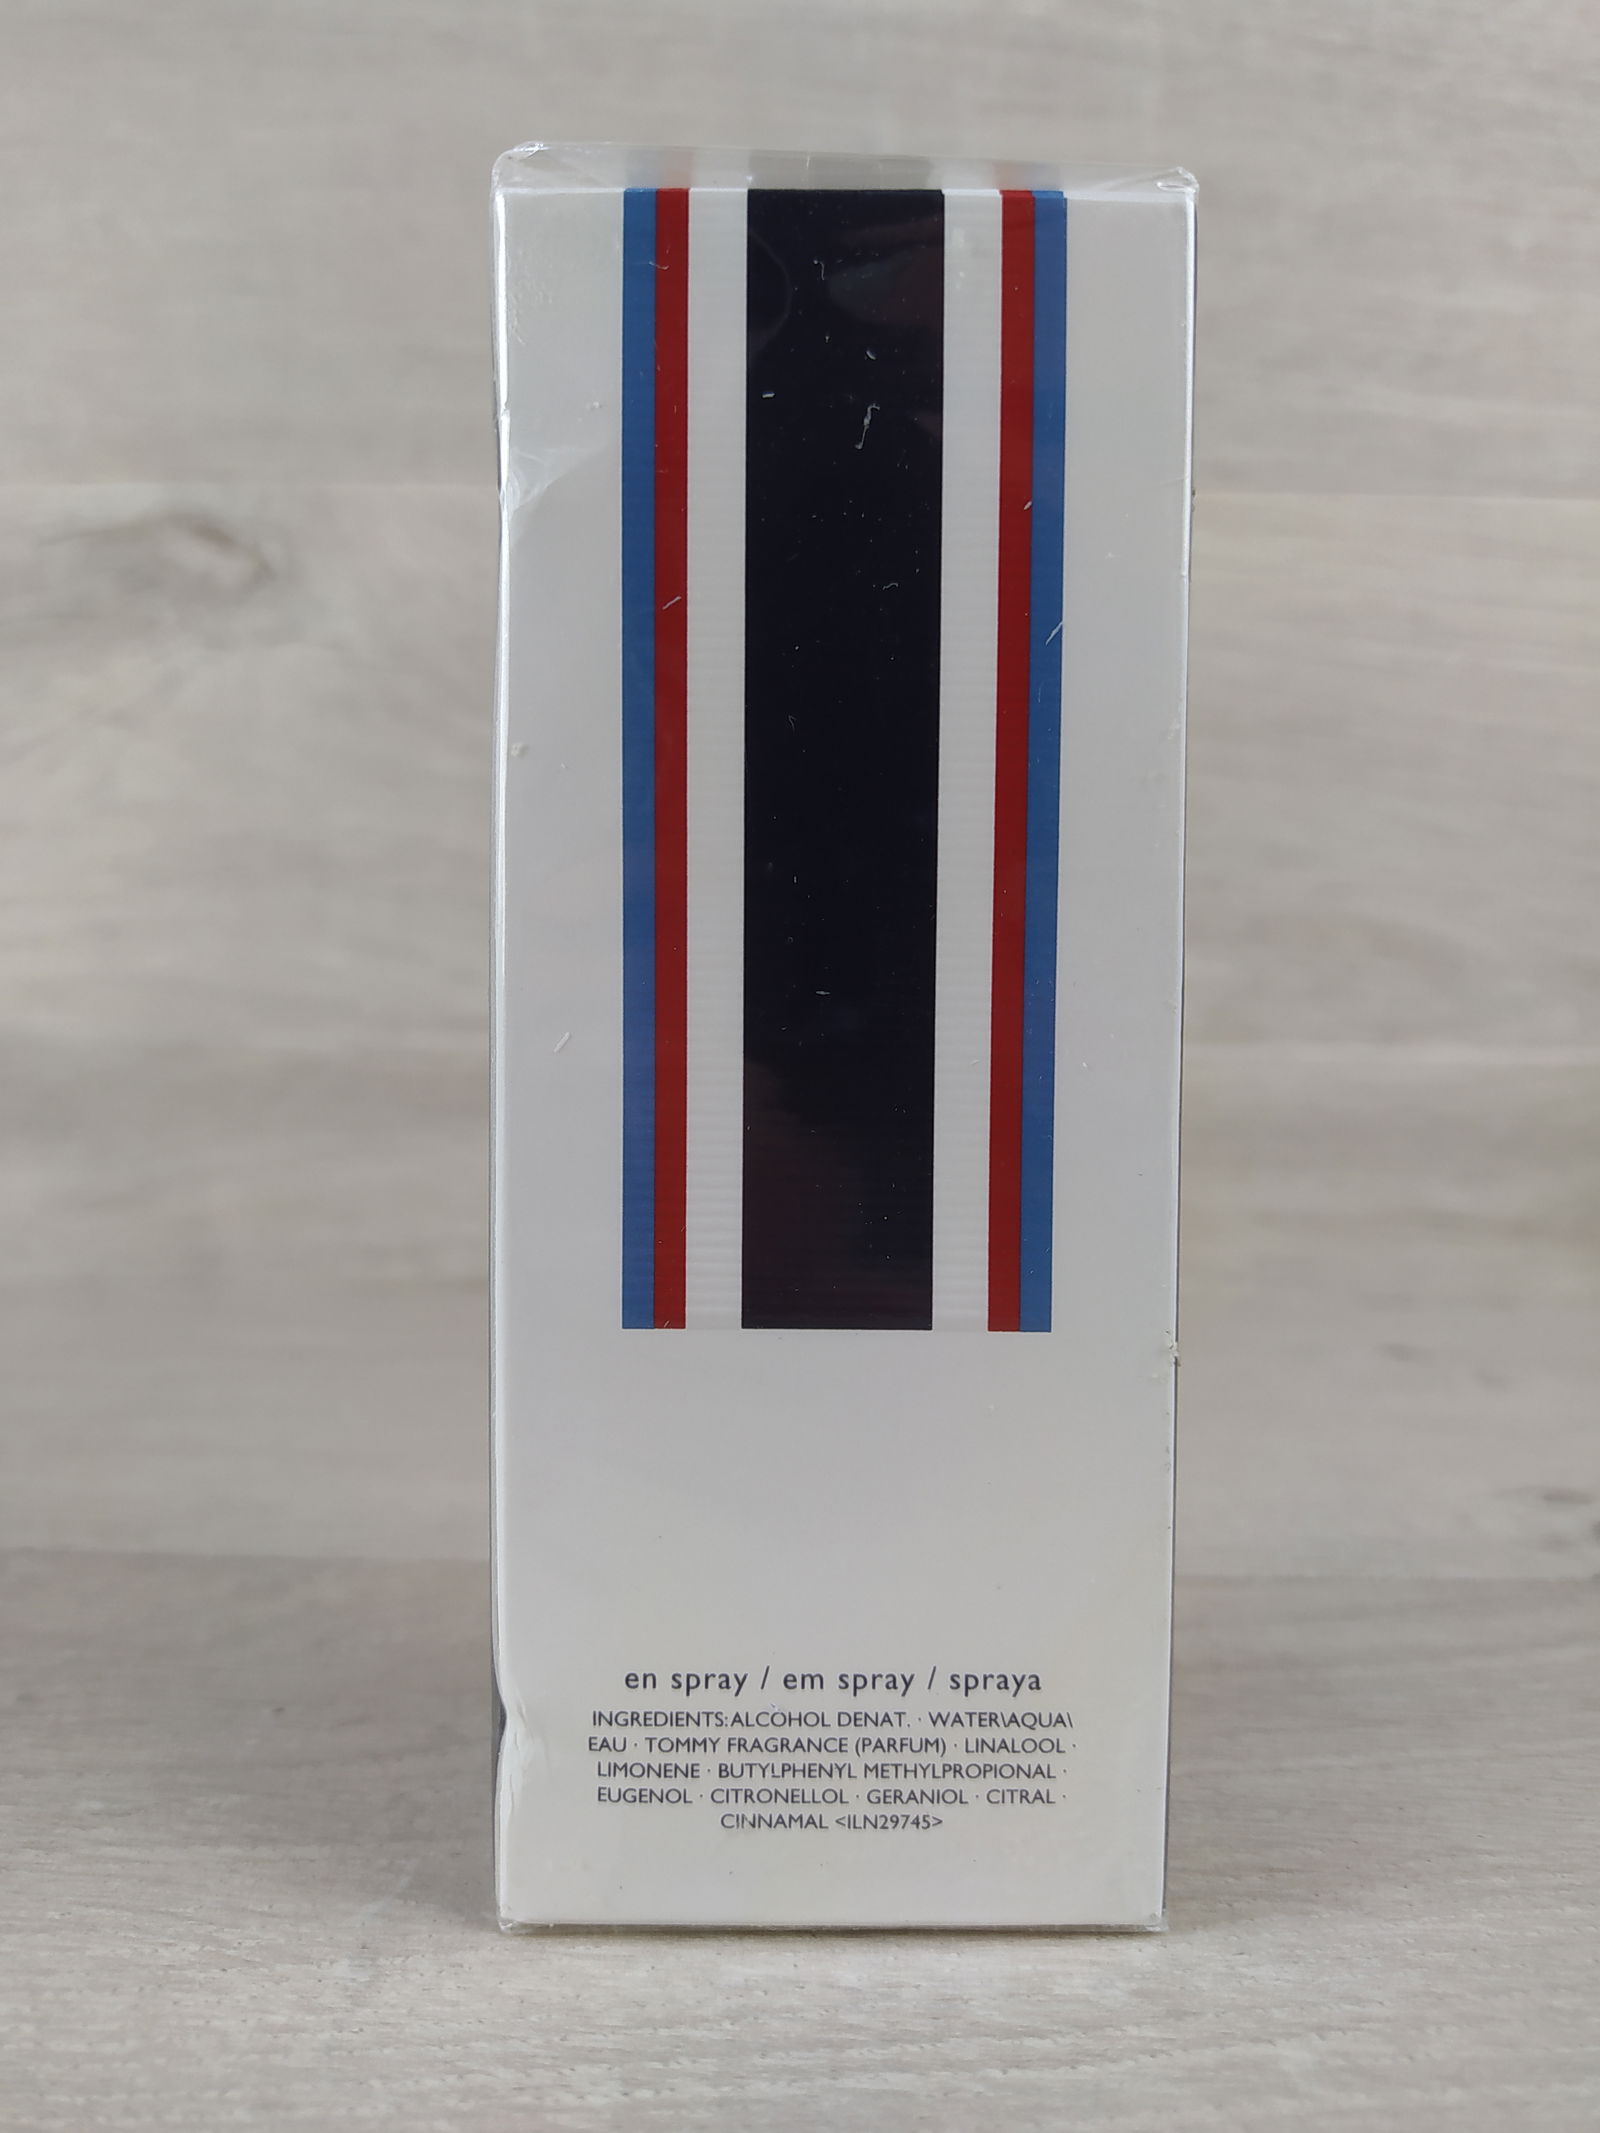 en spray / em spray / spraya
INGREDIENTS:ALCOHOL DENAT. · WATER\AQUA\
EAU · TOMMY FRAGRANCE (PARFUM) · LINALOOL ·
LIMONENE · BUTYLPHENYL METHYLPROPIONAL ·
EUGENOL · CITRONELLOL · GERANIOL · CITRAL ·
CINNAMAL <ILN29745>